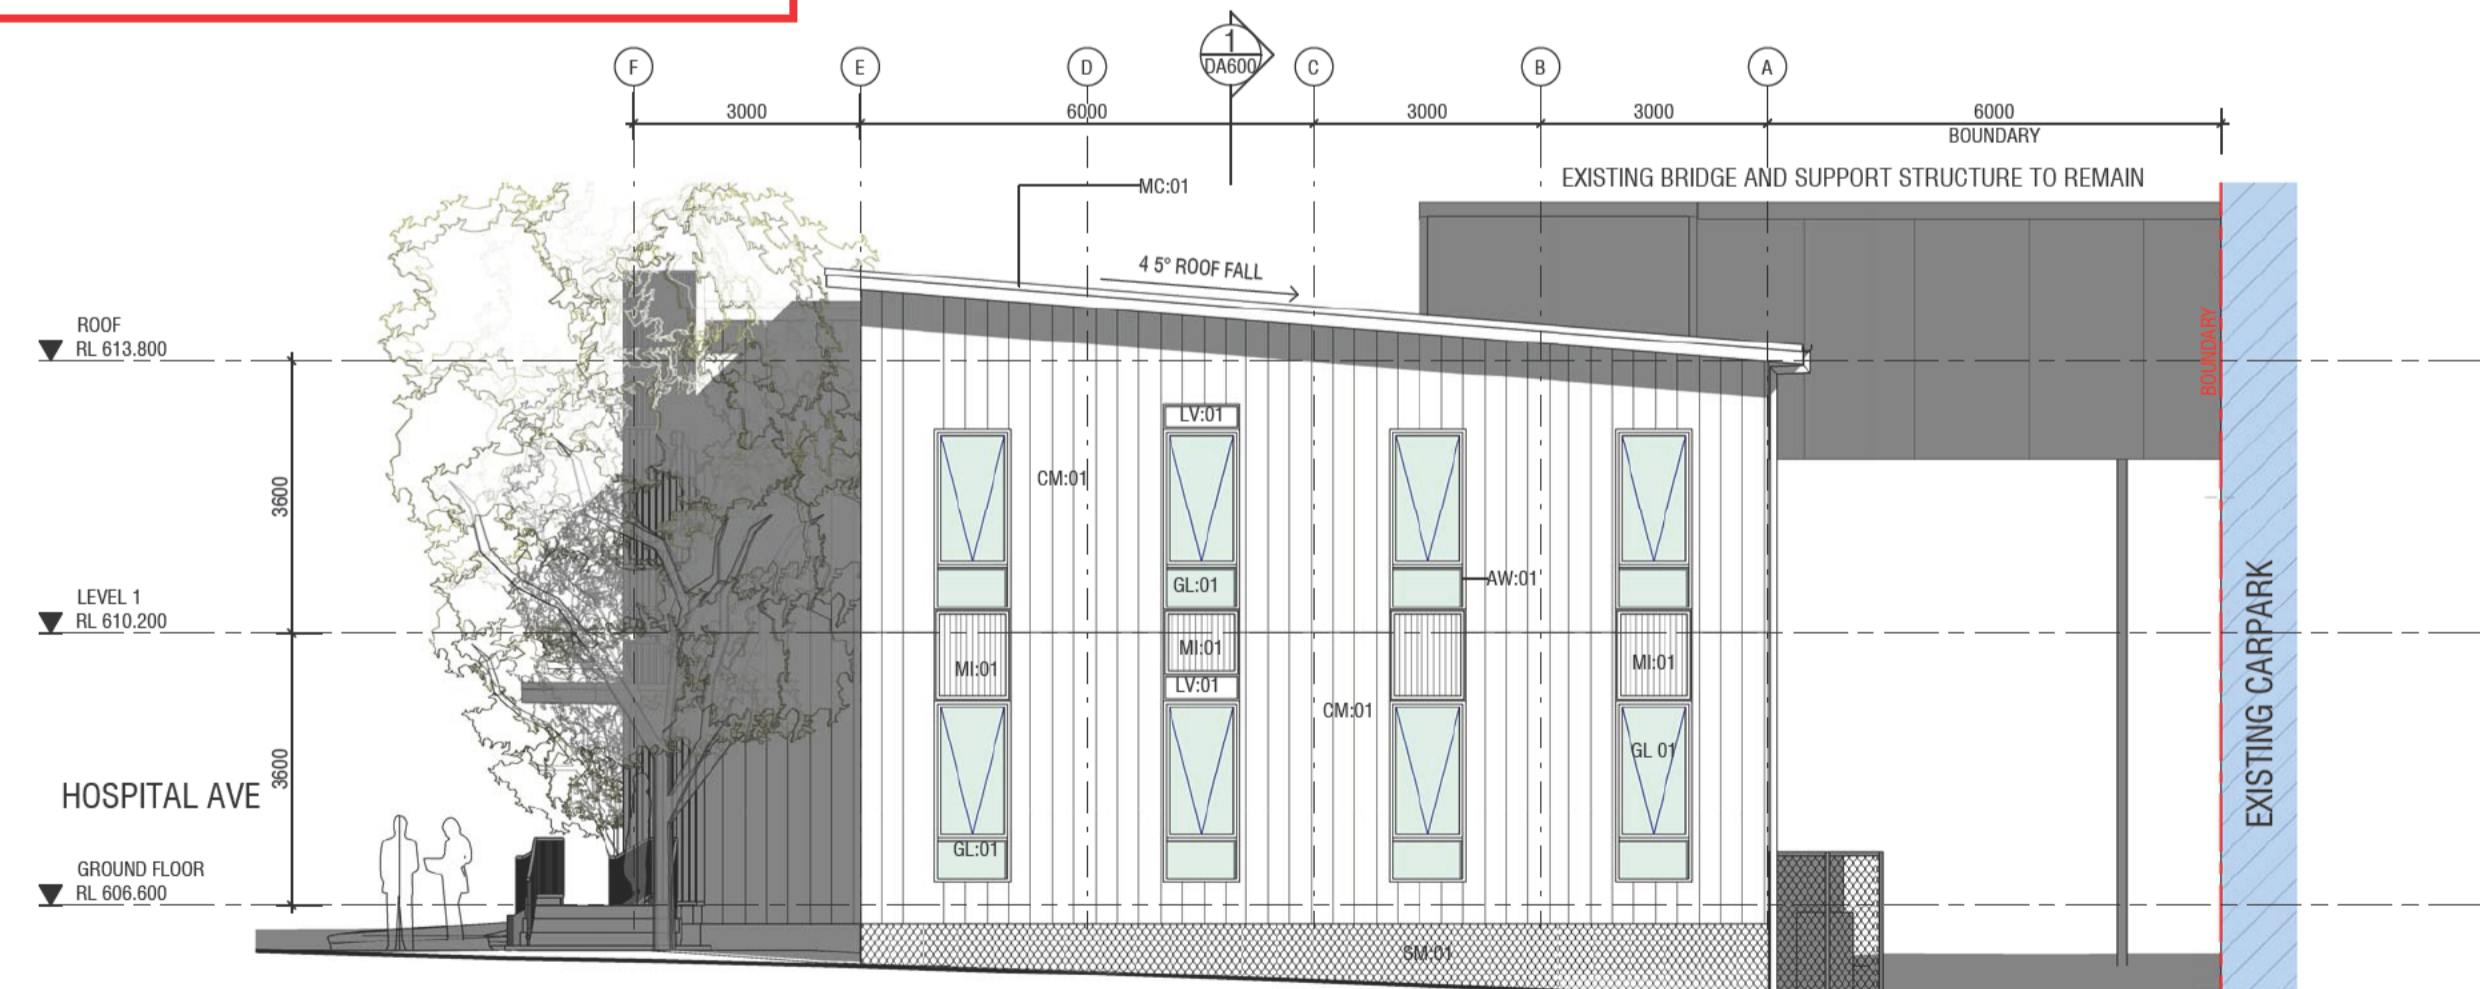 1
DA600
F
E
D
C
B
A
3000
6000
3000
3000
6000
BOUNDARY
EXISTING BRIDGE AND SUPPORT STRUCTURE TO REMAIN
MC:01
4 5° ROOF FALL
ROOF
RL 613.800
BOUNDARY
LV:01
CM:01
3600
GL:01
AW:01
LEVEL 1
RL 610.200
MI:01
MI:01
MI:01
LV:01
CM:01
GL 01
3600
HOSPITAL AVE
EXISTING CARPARK
GL:01
GROUND FLOOR
RL 606.600
SM:01